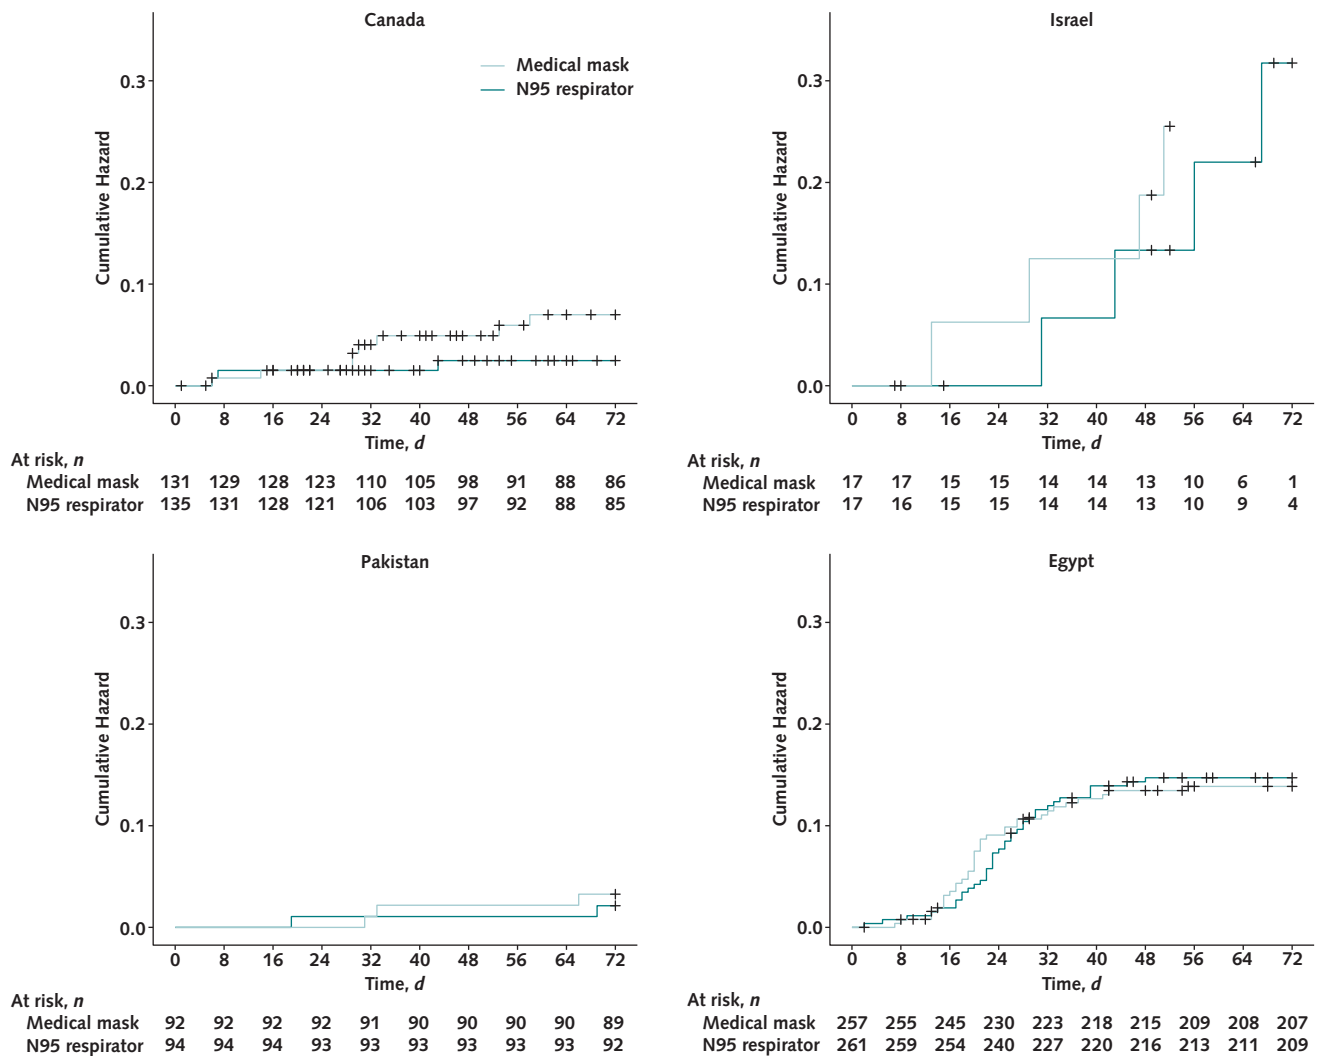 Canada
Medical mask
N95 respirator
Cumulative Hazard
0.3
0.2
0.1
0.0
0 8 16 24 32 40 48 56 64 72
Time, d
At risk, n
Medical mask 131 129 128 123 110 105 98 91 88 86
N95 respirator 135 131 128 121 106 103 97 92 88 85
Israel
Cumulative Hazard
0.3
0.2
0.1
0.0
0 8 16 24 32 40 48 56 64 72
Time, d
At risk, n
Medical mask 17 17 15 15 14 14 13 10 6 1
N95 respirator 17 16 15 15 14 14 13 10 9 4
Pakistan
Cumulative Hazard
0.3
0.2
0.1
0.0
0 8 16 24 32 40 48 56 64 72
Time, d
At risk, n
Medical mask 92 92 92 92 91 90 90 90 90 89
N95 respirator 94 94 94 93 93 93 93 93 93 92
Egypt
Cumulative Hazard
0.3
0.2
0.1
0.0
0 8 16 24 32 40 48 56 64 72
Time, d
At risk, n
Medical mask 257 255 245 230 223 218 215 209 208 207
N95 respirator 261 259 254 240 227 220 216 213 211 209